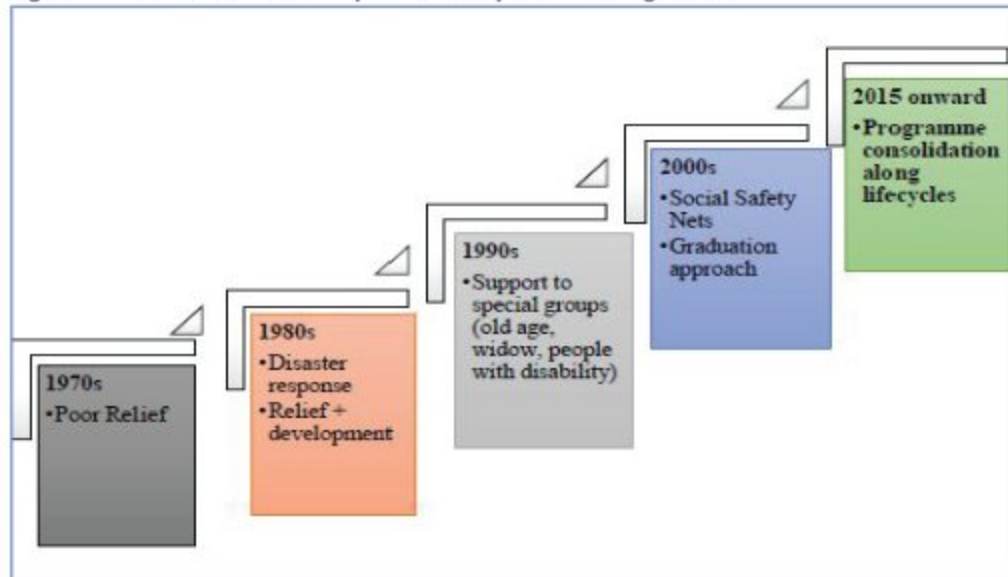 1970s
•Poor Relief
1980s
•Disaster
response
•Relief +
development
1990s
•Support to
special groups
(old age,
widow, people
with disability)
2000s
•Social Safety
Nets
•Graduation
approach
2015 onward
•Programme
consolidation
along
lifecycles